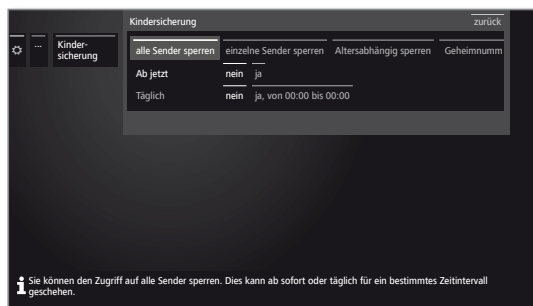 Kindersicherung zurück
... Kinder-
sicherung
alle Sender sperren einzelne Sender sperren Altersabhängig sperren Geheimnumm
Ab jetzt nein ja
Täglich nein ja, von 00:00 bis 00:00
Sie können den Zugriff auf alle Sender sperren. Dies kann ab sofort oder täglich für ein bestimmtes Zeitintervall
geschehen.